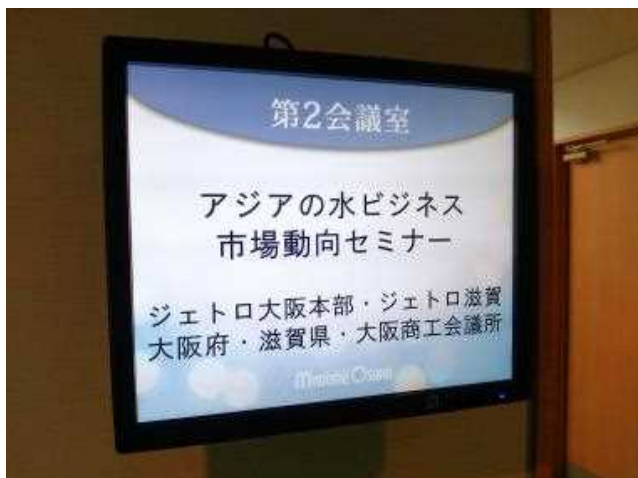 第2会議室
アジアの水ビジネス
市場動向セミナー
ジェトロ大阪本部・ジェトロ滋賀
大阪府・滋賀県・大阪商工会議所